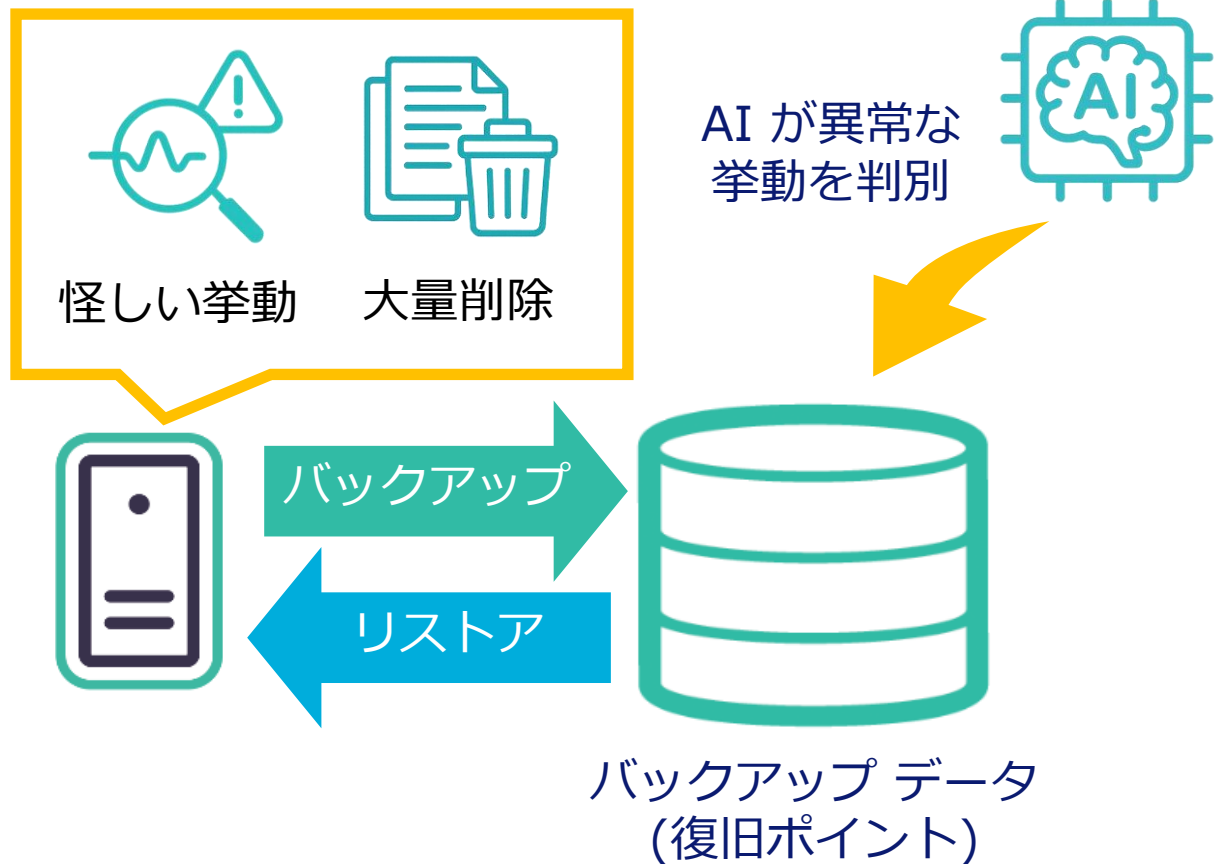 AI
AI が異常な
挙動を判別
怪しい挙動
大量削除
バックアップ
リストア
バックアップ データ
(復旧ポイント)